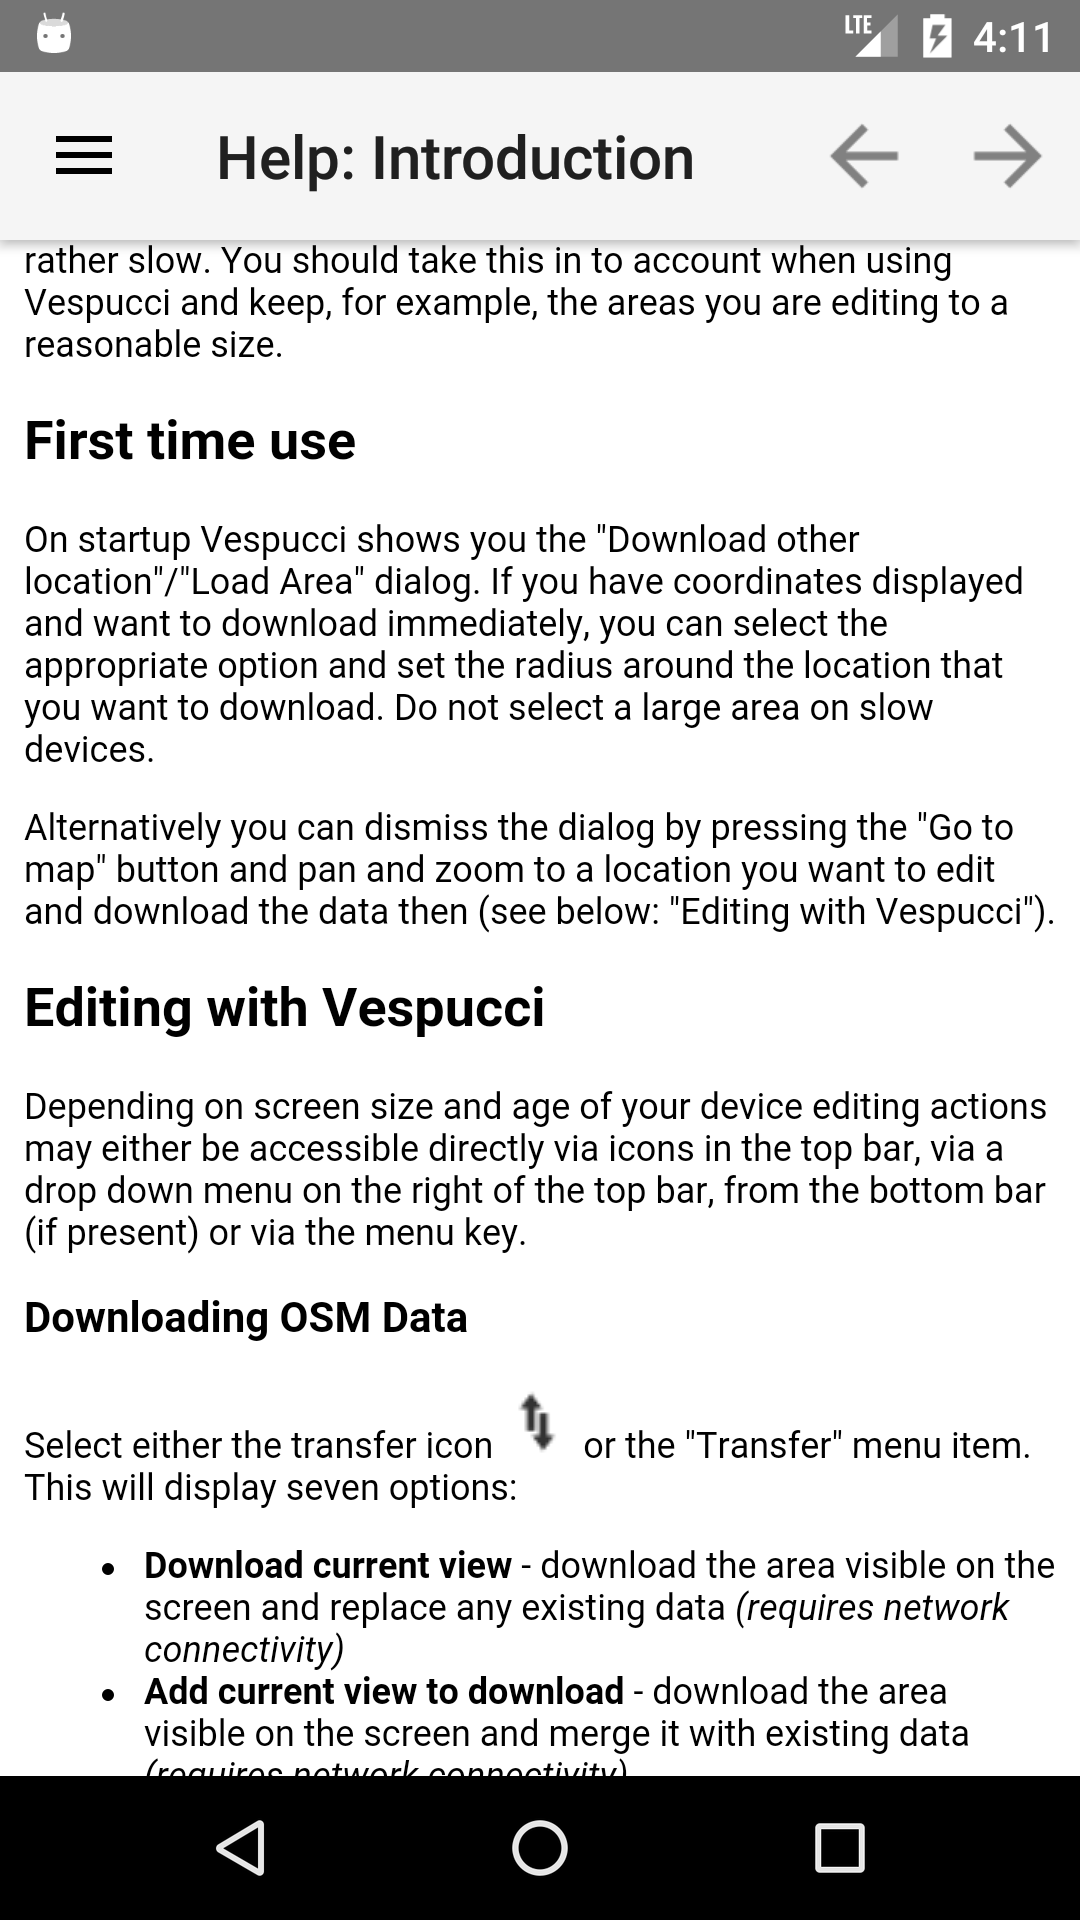 LTE 4:11
Help: Introduction
rather slow. You should take this in to account when using
Vespucci and keep, for example, the areas you are editing to a
reasonable size.
First time use
On startup Vespucci shows you the "Download other
location"/"Load Area" dialog. If you have coordinates displayed
and want to download immediately, you can select the
appropriate option and set the radius around the location that
you want to download. Do not select a large area on slow
devices.
Alternatively you can dismiss the dialog by pressing the "Go to
map" button and pan and zoom to a location you want to edit
and download the data then (see below: "Editing with Vespucci").
Editing with Vespucci
Depending on screen size and age of your device editing actions
may either be accessible directly via icons in the top bar, via a
drop down menu on the right of the top bar, from the bottom bar
(if present) or via the menu key.
Downloading OSM Data
Select either the transfer icon or the "Transfer" menu item.
This will display seven options:
• Download current view - download the area visible on the
screen and replace any existing data (requires network
connectivity)
• Add current view to download - download the area
visible on the screen and merge it with existing data
(requires network connectivity)